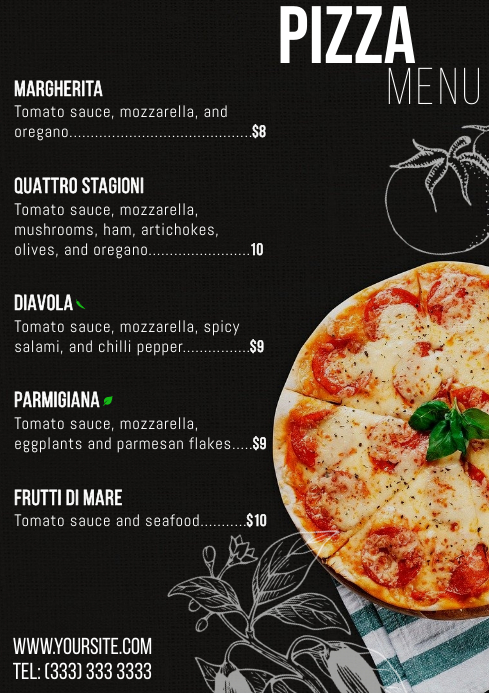 PIZZA
MENU
MARGHERITA
Tomato sauce, mozzarella, and
oregano...........................................$8
QUATTRO STAGIONI
Tomato sauce, mozzarella,
mushrooms, ham, artichokes,
olives, and oregano........................10
DIAVOLA
Tomato sauce, mozzarella, spicy
salami, and chilli pepper................$9
PARMIGIANA
Tomato sauce, mozzarella,
eggplants and parmesan flakes.....$9
FRUTTI DI MARE
Tomato sauce and seafood...........$10
WWW.YOURSITE.COM
TEL: (333) 333 3333